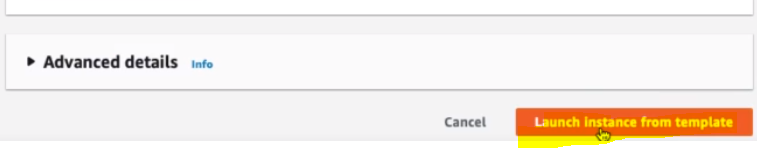 Advanced details Info
Cancel Launch instance from template